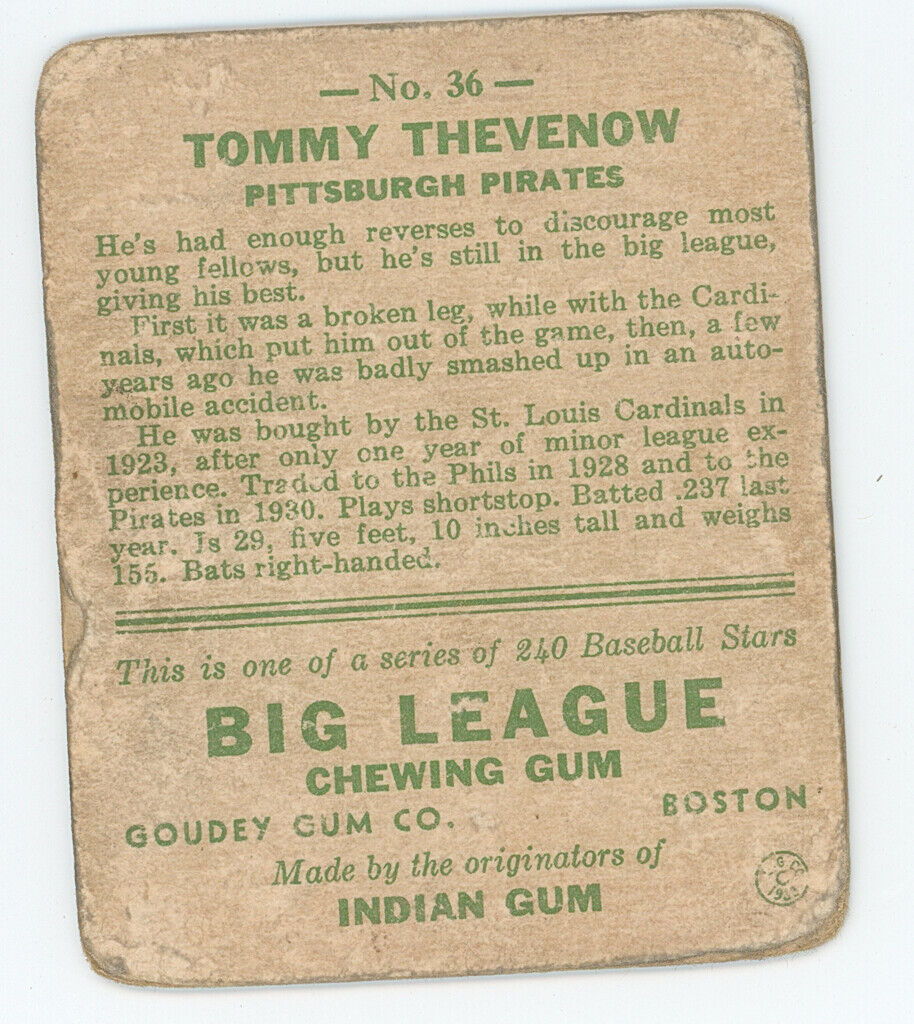 — No. 36 —
TOMMY THEVENOW
PITTSBURGH PIRATES
He's had enough reverses to discourage most
young fellows, but he's still in the big league,
giving his best.
First it was a broken leg, while with the Cardi-
nals, which put him out of the game, then, a few
years ago he was badly smashed up in an auto-
mobile accident.
He was bought by the St. Louis Cardinals in
1923, after only one year of minor league ex-
perience. Traded to the Phils in 1928 and to the
Pirates in 1930. Plays shortstop. Batted .237 last
year. Is 29, five feet, 10 inches tall and weighs
155. Bats right-handed.
This is one of a series of 240 Baseball Stars
BIG LEAGUE
CHEWING GUM
GOUDEY GUM CO. BOSTON
Made by the originators of
INDIAN GUM